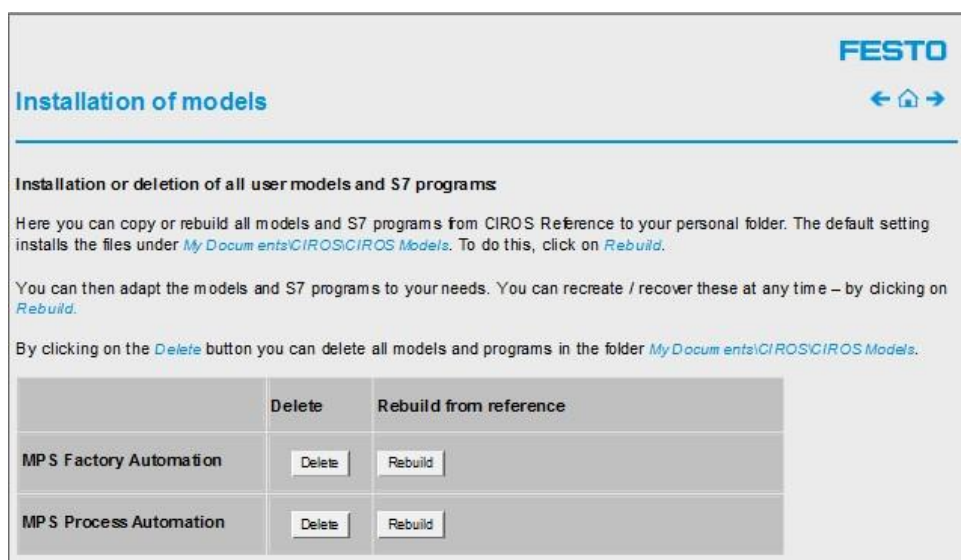 FESTO
Installation of models
Installation or deletion of all user models and S7 programs:
Here you can copy or rebuild all models and S7 programs from CIROS Reference to your personal folder. The default setting
installs the files under My Documents\CIROS\CIROS Models. To do this, click on Rebuild.
You can then adapt the models and S7 programs to your needs. You can recreate / recover these at any time – by clicking on
Rebuild.
By clicking on the Delete button you can delete all models and programs in the folder My Documents\CIROS\CIROS Models.
Delete Rebuild from reference
MPS Factory Automation Delete Rebuild
MPS Process Automation Delete Rebuild